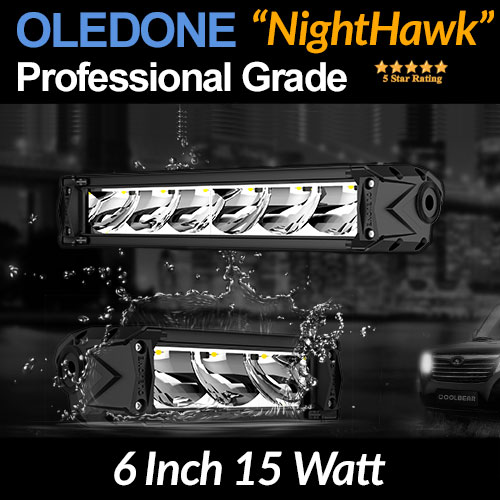 OLEDONE “NightHawk”
Professional Grade
5 Star Rating
COOLBEAR
6 Inch 15 Watt